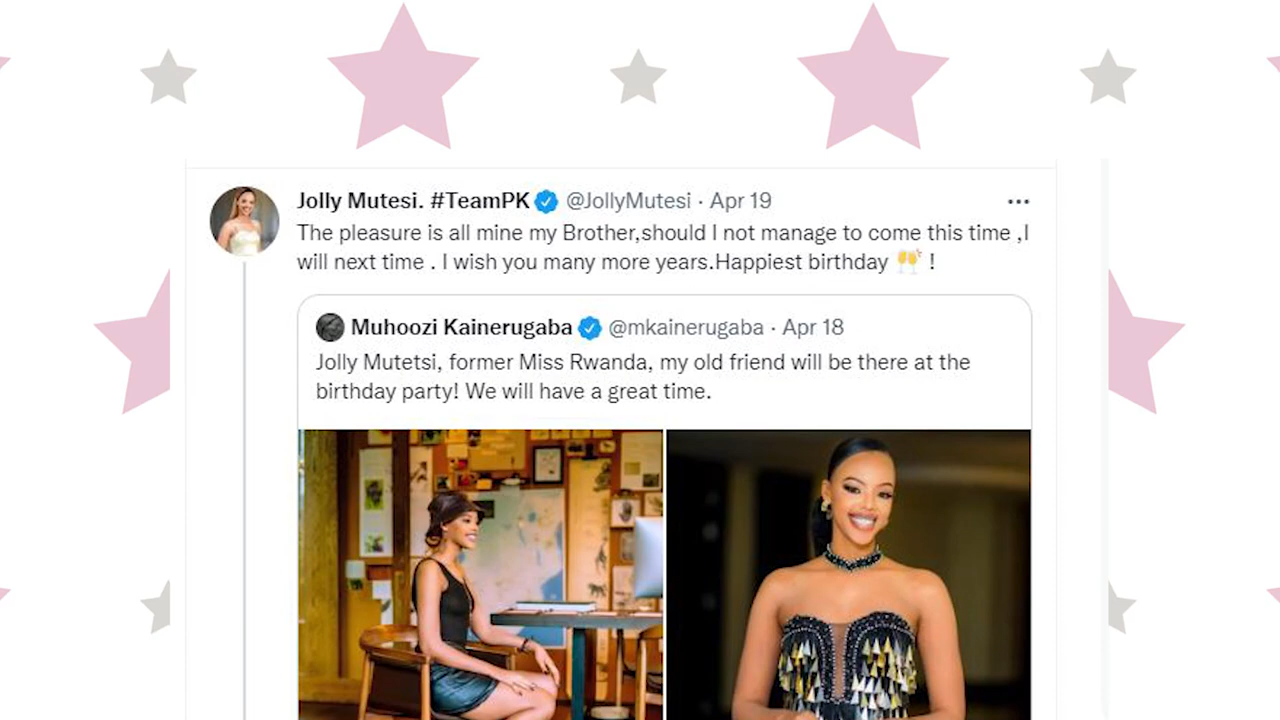 Jolly Mutesi. #TeamPK @JollyMutesi · Apr 19
The pleasure is all mine my Brother,should I not manage to come this time ,I
will next time . I wish you many more years.Happiest birthday 🥂 !
Muhoozi Kainerugaba @mkainerugaba · Apr 18
Jolly Mutetsi, former Miss Rwanda, my old friend will be there at the
birthday party! We will have a great time.